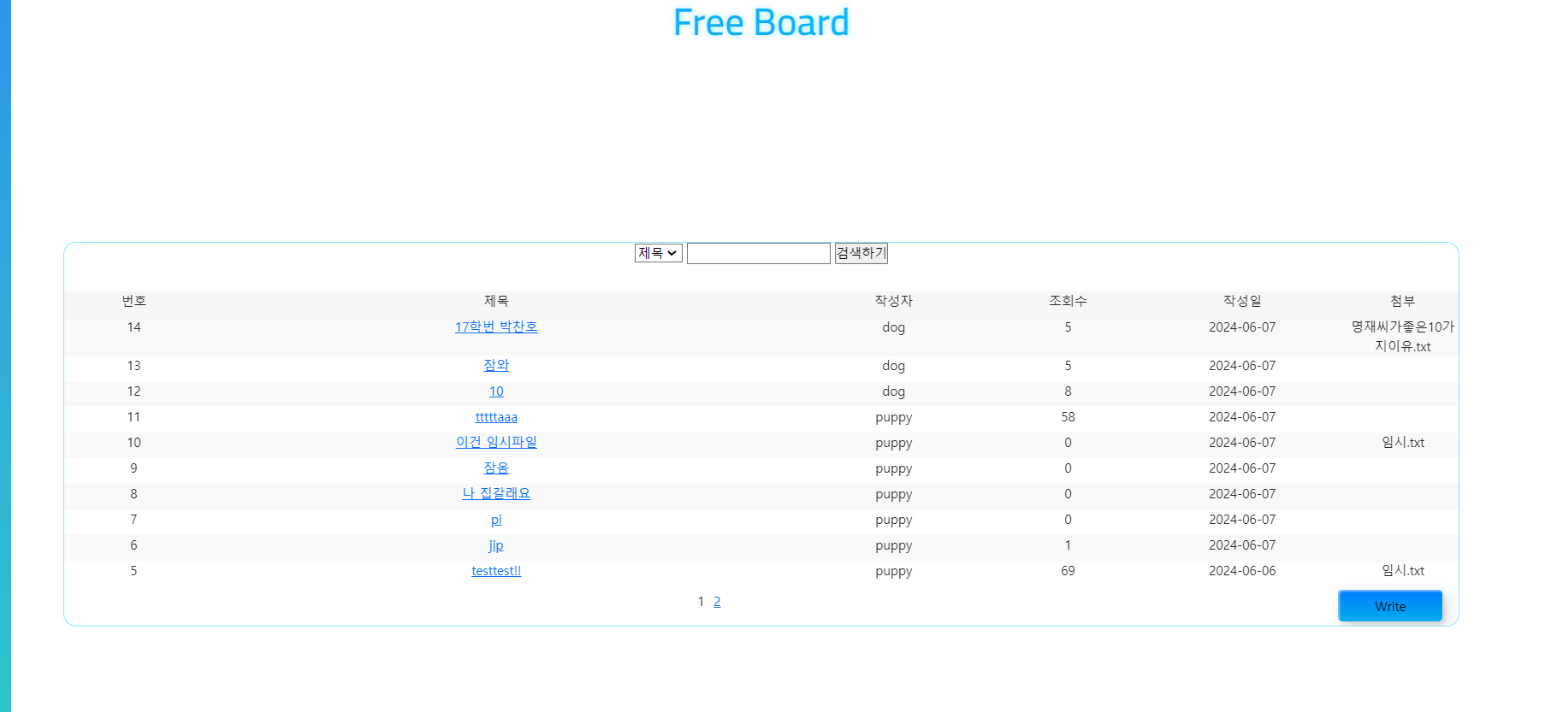 Free Board
제목 검색하기
번호 제목 작성자 조회수 작성일 첨부
14 17학번 박찬호 dog 5 2024-06-07 명재씨가좋은10가
지이유.txt
13 잠와 dog 5 2024-06-07
12 10 dog 8 2024-06-07
11 tttttaaa puppy 58 2024-06-07
10 이건 임시파일 puppy 0 2024-06-07 임시.txt
9 잠옴 puppy 0 2024-06-07
8 나 집갈래요 puppy 0 2024-06-07
7 pi puppy 0 2024-06-07
6 jip puppy 1 2024-06-07
5 testtest!! puppy 69 2024-06-06 임시.txt
1 2 Write